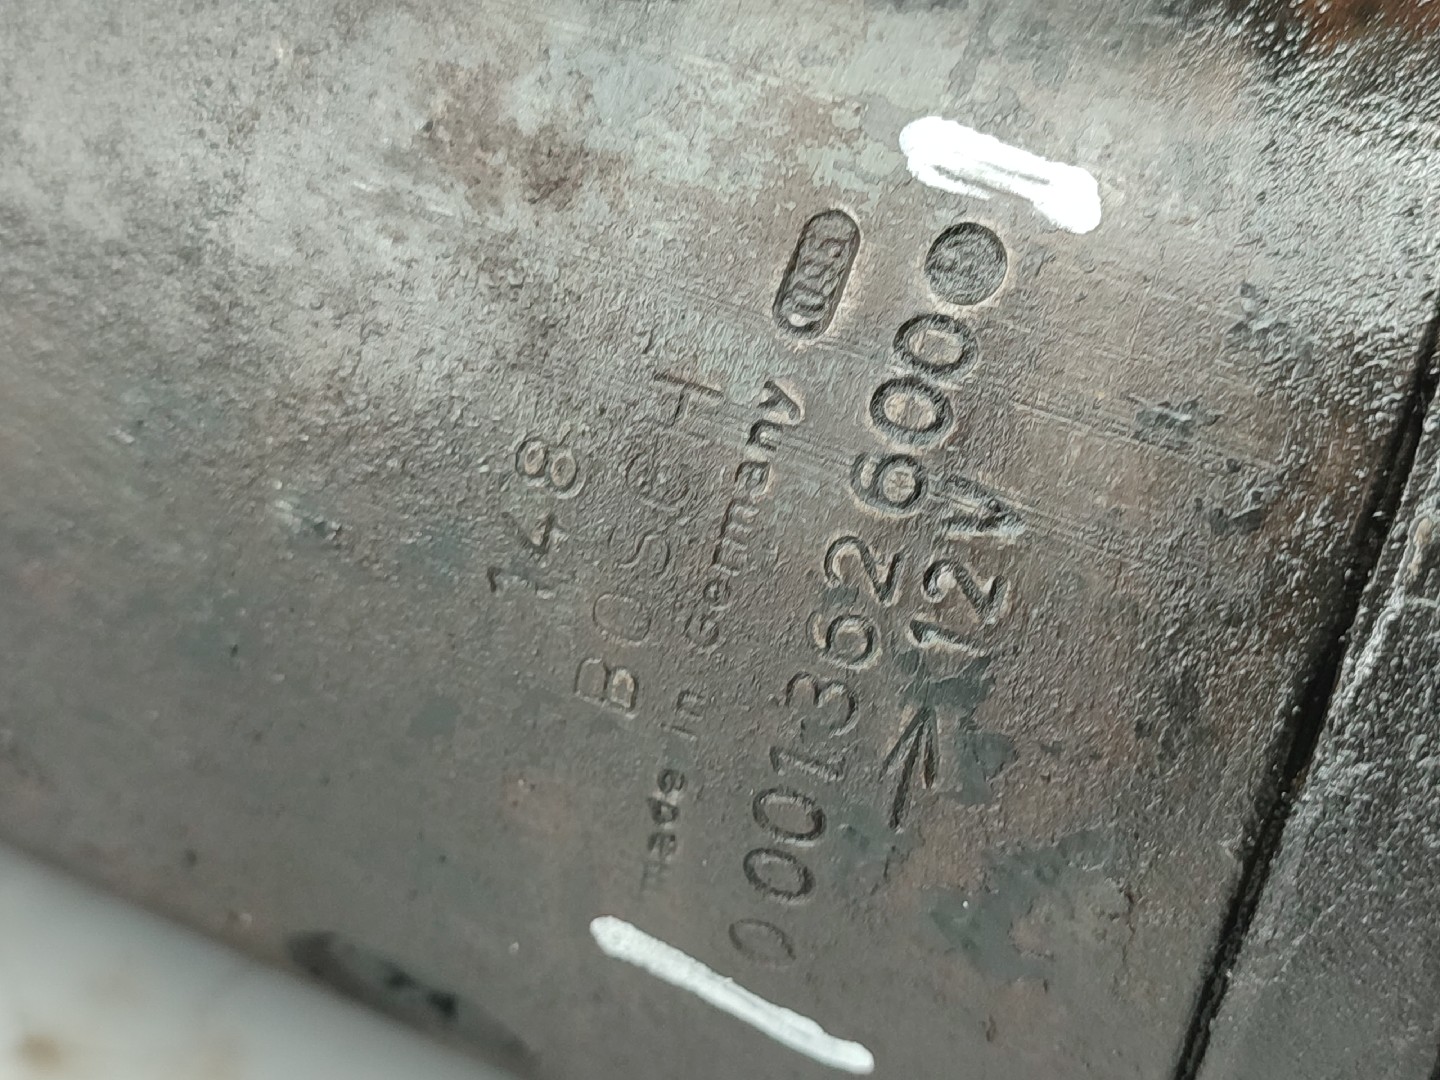 148
BOSCH
made in Germany
0001362600
12V